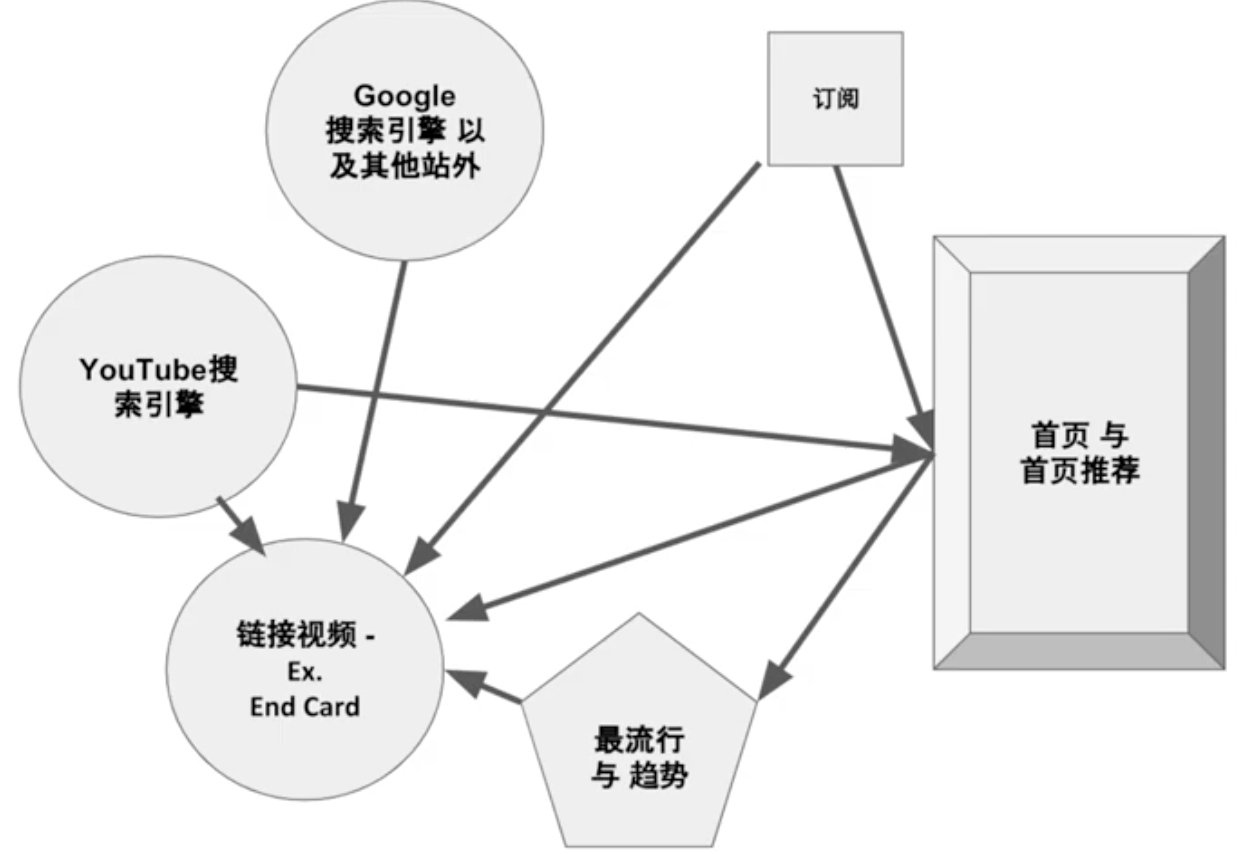 Google
搜索引擎 以
及其他站外
订阅
YouTube搜
索引擎
首页 与
首页推荐
链接视频 -
Ex.
End Card
最流行
与 趋势